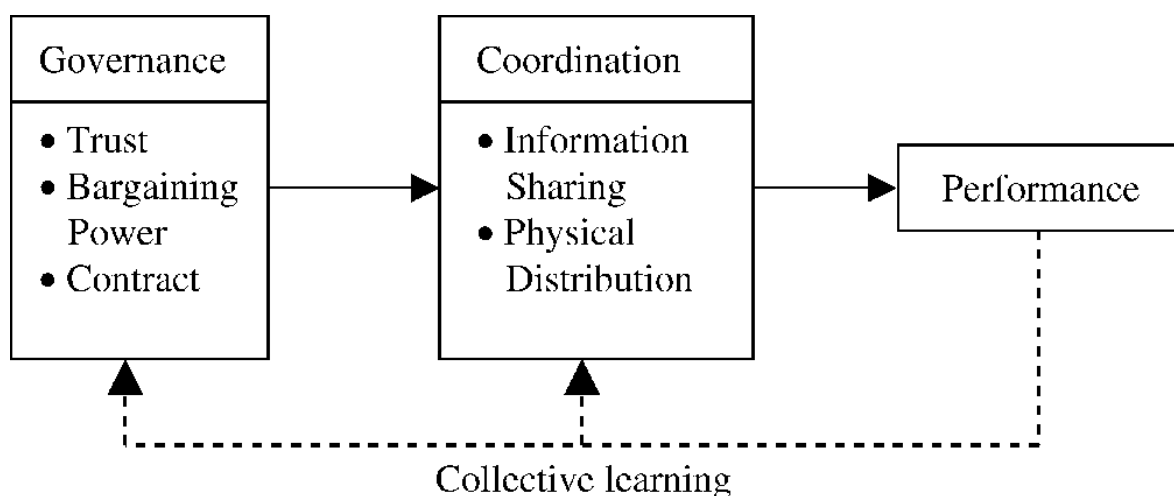 Governance
• Trust
• Bargaining
Power
• Contract
Coordination
• Information
Sharing
• Physical
Distribution
Performance
Collective learning